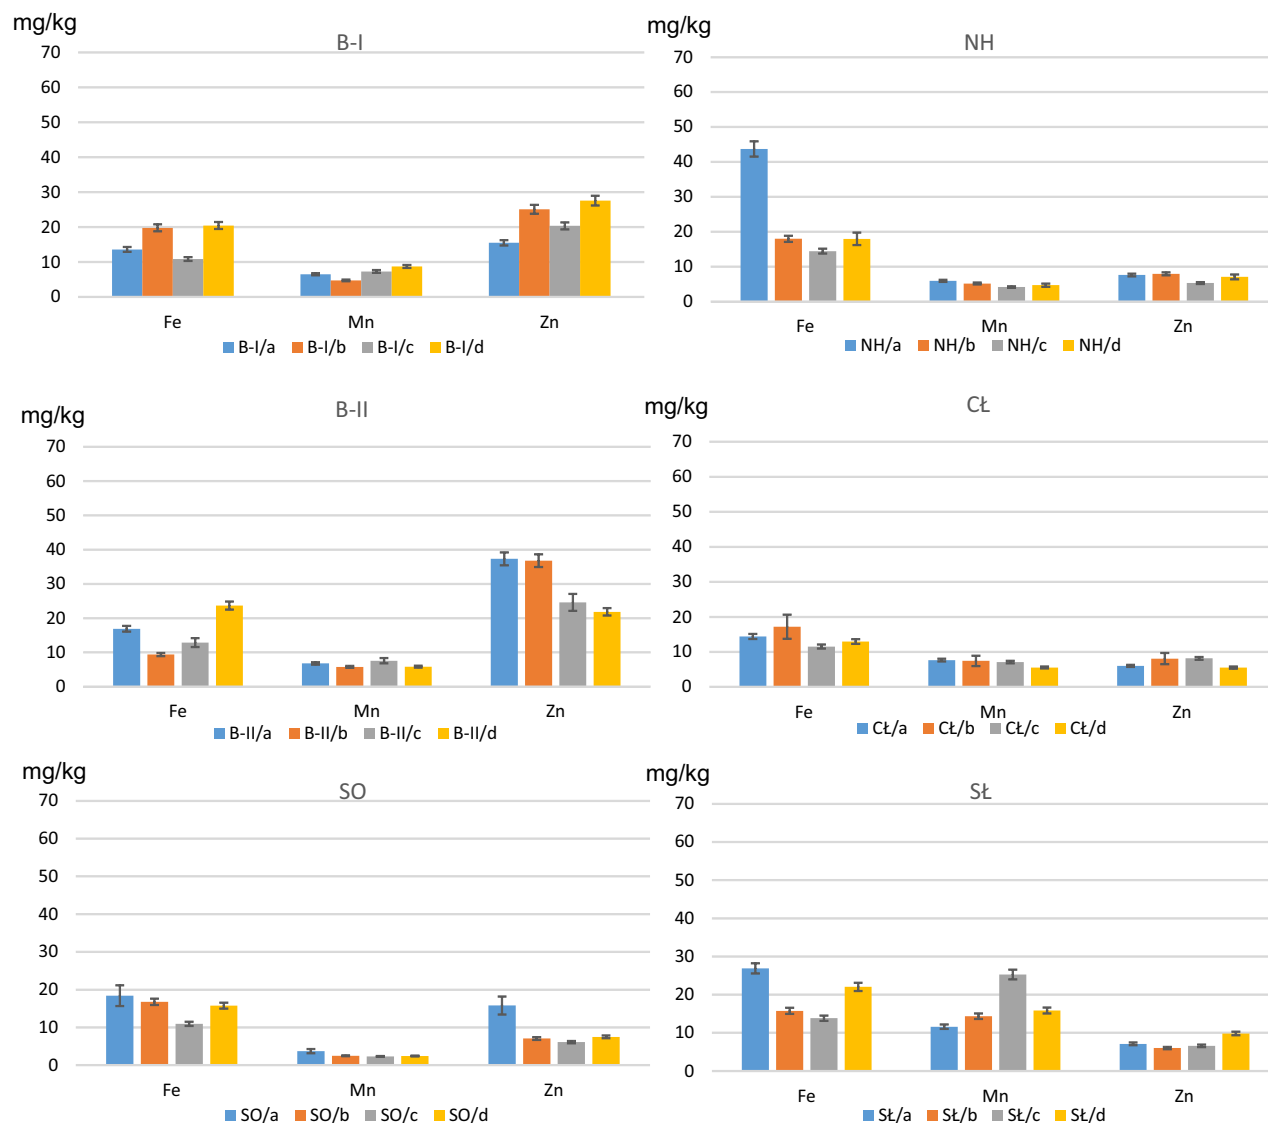 mg/kg
B-I
70
60
50
40
30
20
10
0
Fe Mn Zn
B-I/a B-I/b B-I/c B-I/d
mg/kg
NH
70
60
50
40
30
20
10
0
Fe Mn Zn
NH/a NH/b NH/c NH/d
mg/kg
B-II
70
60
50
40
30
20
10
0
Fe Mn Zn
B-II/a B-II/b B-II/c B-II/d
mg/kg
CŁ
70
60
50
40
30
20
10
0
Fe Mn Zn
CŁ/a CŁ/b CŁ/c CŁ/d
mg/kg
SO
70
60
50
40
30
20
10
0
Fe Mn Zn
SO/a SO/b SO/c SO/d
mg/kg
SŁ
70
60
50
40
30
20
10
0
Fe Mn Zn
SŁ/a SŁ/b SŁ/c SŁ/d